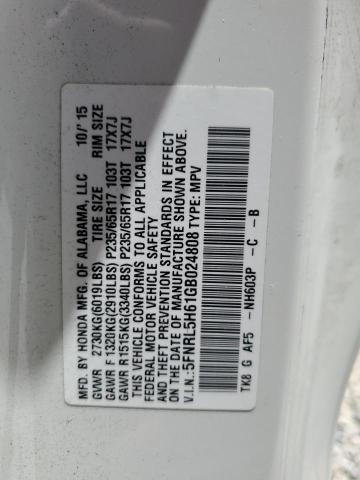 MFD. BY HONDA MFG. OF ALABAMA, LLC 10/'15
GVWR 2730KG(6019LBS) TIRE SIZE RIM SIZE
GAWR F 1320KG(2910LBS) P235/65R17 103T 17X7J
GAWR R 1515KG(3340LBS) P235/65R17 103T 17X7J
THIS VEHICLE CONFORMS TO ALL APPLICABLE
FEDERAL MOTOR VEHICLE SAFETY
AND THEFT PREVENTION STANDARDS IN EFFECT
ON THE DATE OF MANUFACTURE SHOWN ABOVE.
V.I.N.: 5FNRL5H61GB024808 TYPE: MPV
TK8 G AF5 -NH603P -C -B